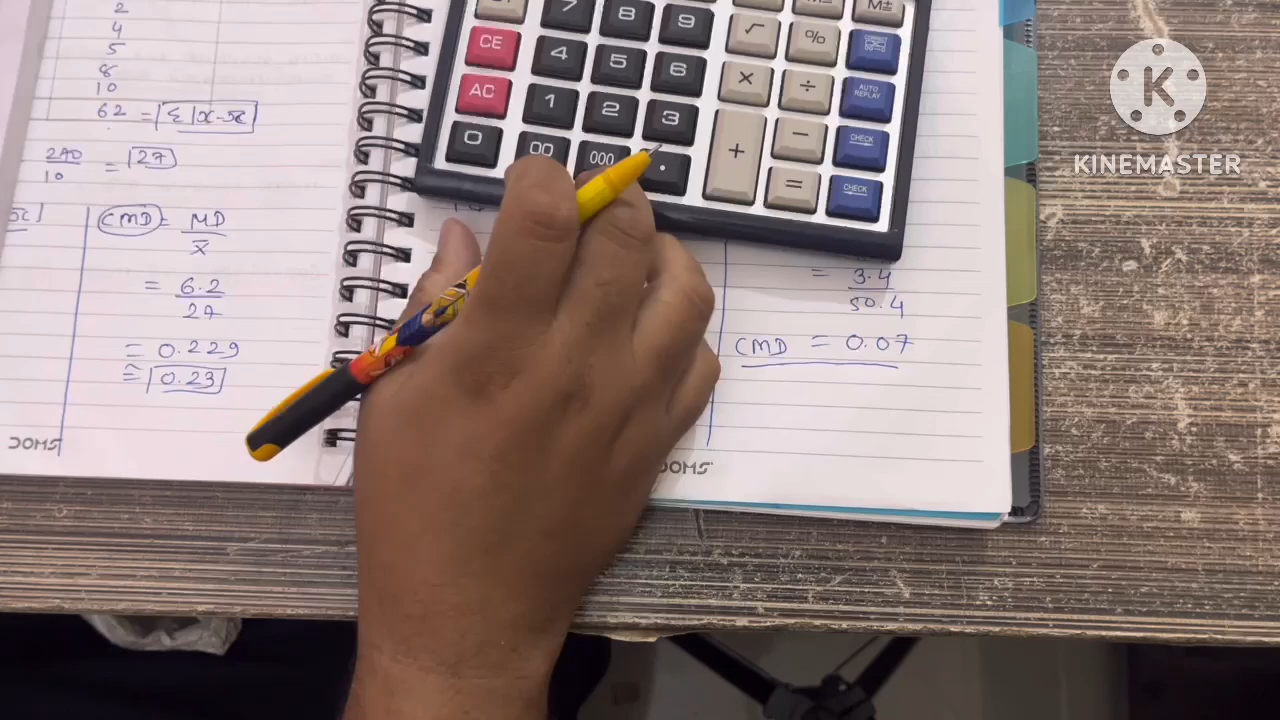 2
4
5
8
10
62 = Σ|x-x̄|
270/10 = 27
CMD = MD/x̄
= 6.2/27
= 0.229
≅ 0.23
DOMS
7 8 9 √ M±
CE 4 5 6 % CORRECT
AC 1 2 3 × ÷ AUTO REPLAY
0 00 000 . + − CHECK
= CHECK
= 3.4/50.4
CMD = 0.07
DOMS
K
KINEMASTER